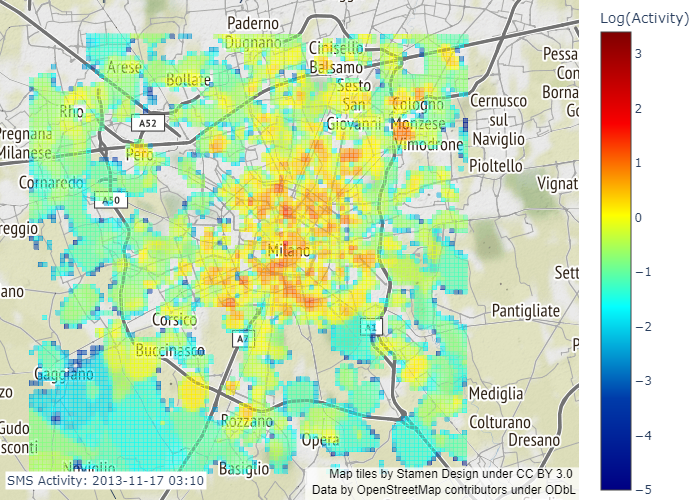 Log(Activity)
3
2
1
0
−1
−2
−3
−4
−5
Paderno
Dugnano
Cinisello
Balsamo
Arese
Bollate
Sesto
San
Giovanni
Cologno
Monzese
Vimodrone
Cernusco
sul
Naviglio
Pioltello
Pessa
Con
Borna
Go
Rho
A52
Pregnana
Milanese
Pero
Cornaredo
A50
Vignat
reggio
Milano
Sett
ano
Pantigliate
Corsico
A7
A1
P
Buccinasco
Gaggiano
zo
Mediglia
Rozzano
Colturano
Dresano
Gudo
sconti
Opera
Noviglio
Basiglio
SMS Activity: 2013-11-17 03:10
Map tiles by Stamen Design under CC BY 3.0
Data by OpenStreetMap contributors under ODbL